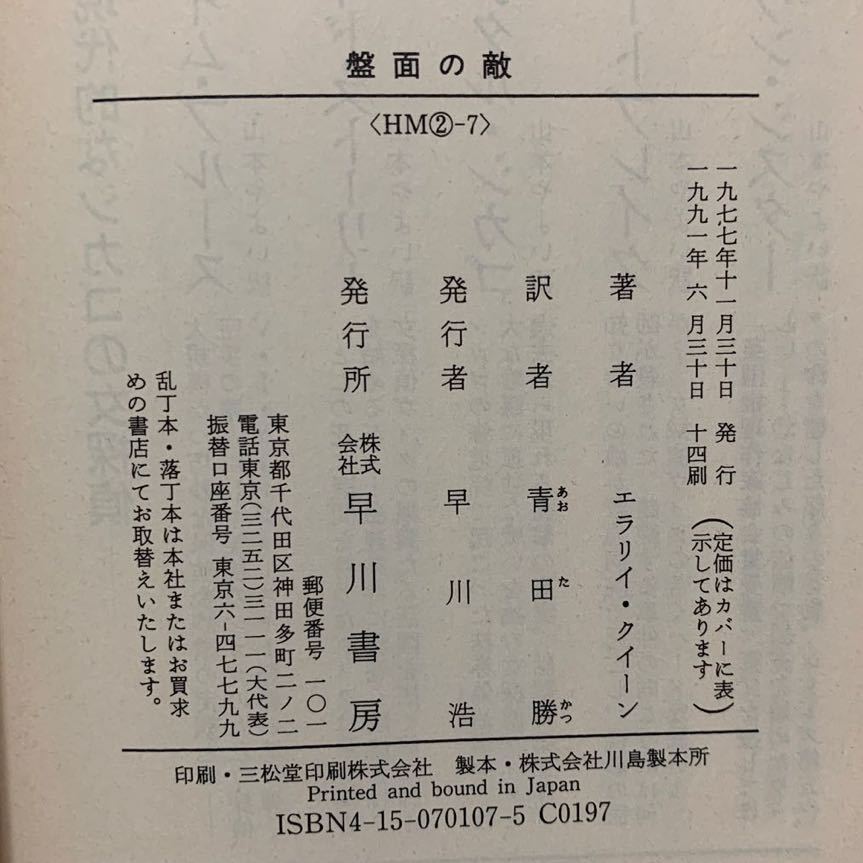 盤面の敵
〈HM②-7〉
一九七七年十一月三十日 発行
一九九一年 六 月三十日 十四刷
(定価はカバーに表示してあります)
著者 エラリイ・クイーン
訳者 青田勝
あおた かつ
発行者 早川浩
発行所 株式会社 早川書房
郵便番号 一〇一
東京都千代田区神田多町二ノ二
電話東京(三二五二)三一一一(大代表)
振替口座番号 東京六-四七七九九
乱丁本・落丁本は本社またはお買求
めの書店にてお取替えいたします。
印刷・三松堂印刷株式会社 製本・株式会社川島製本所
Printed and bound in Japan
ISBN4-15-070107-5 C0197